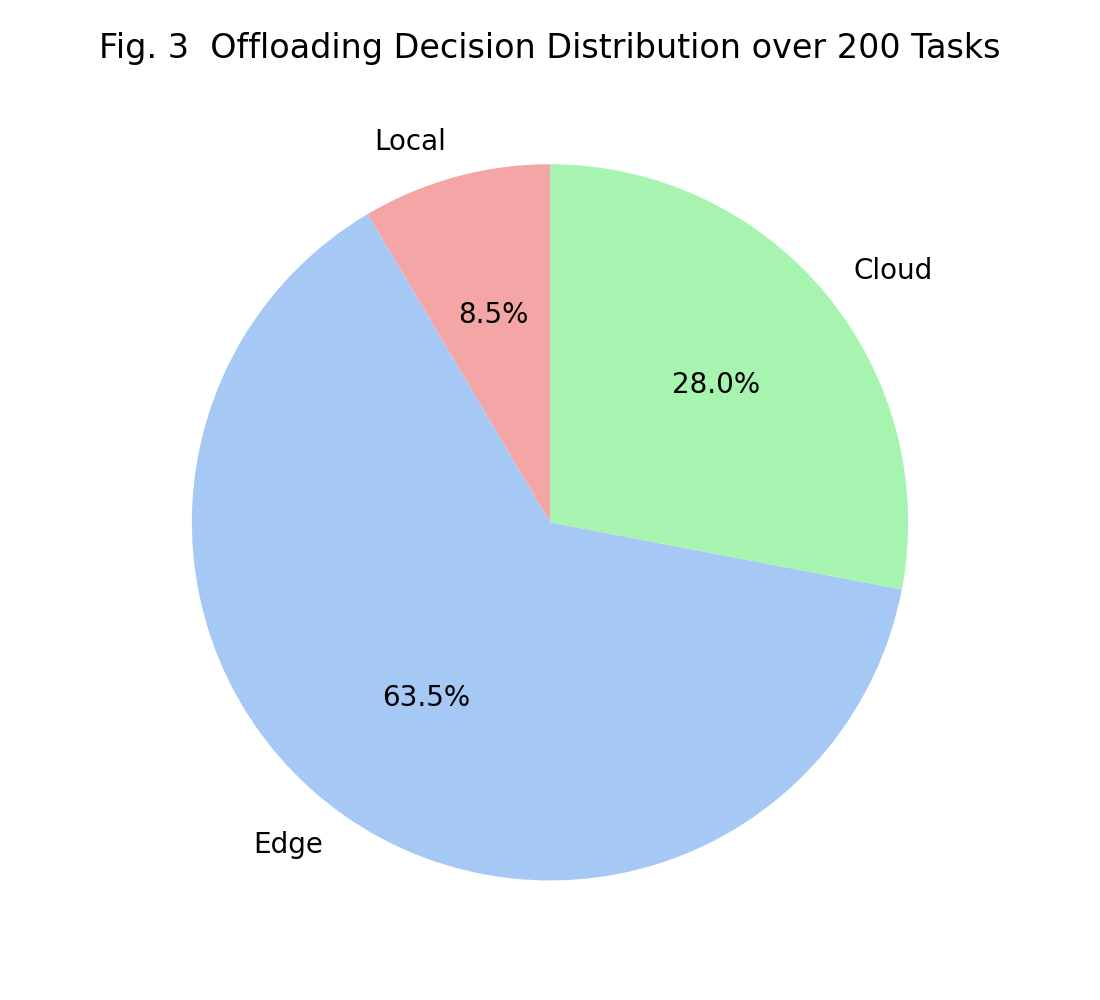 Fig. 3  Offloading Decision Distribution over 200 Tasks
Local
Cloud
8.5%
28.0%
63.5%
Edge